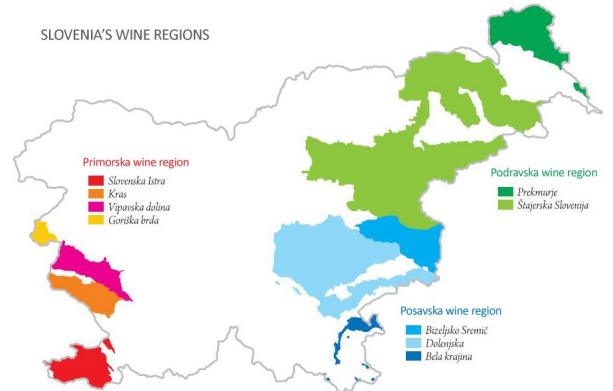 SLOVENIA'S WINE REGIONS
Primorska wine region
Slovenska Istra
Kras
Vipavska dolina
Goriška brda
Podravska wine region
Prekmurje
Štajerska Slovenija
Posavska wine region
Bizeljsko Sremič
Dolenjska
Bela krajina